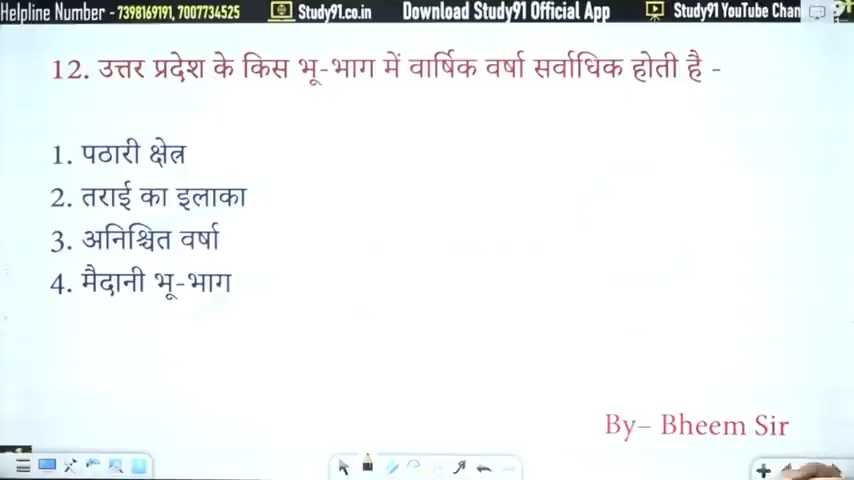 Helpline Number - 7398169191, 7007734525 Study91.co.in Download Study91 Official App Study91 YouTube Chan
12. उत्तर प्रदेश के किस भू-भाग में वार्षिक वर्षा सर्वाधिक होती है -
1. पठारी क्षेत्र
2. तराई का इलाका
3. अनिश्चित वर्षा
4. मैदानी भू-भाग
By– Bheem Sir